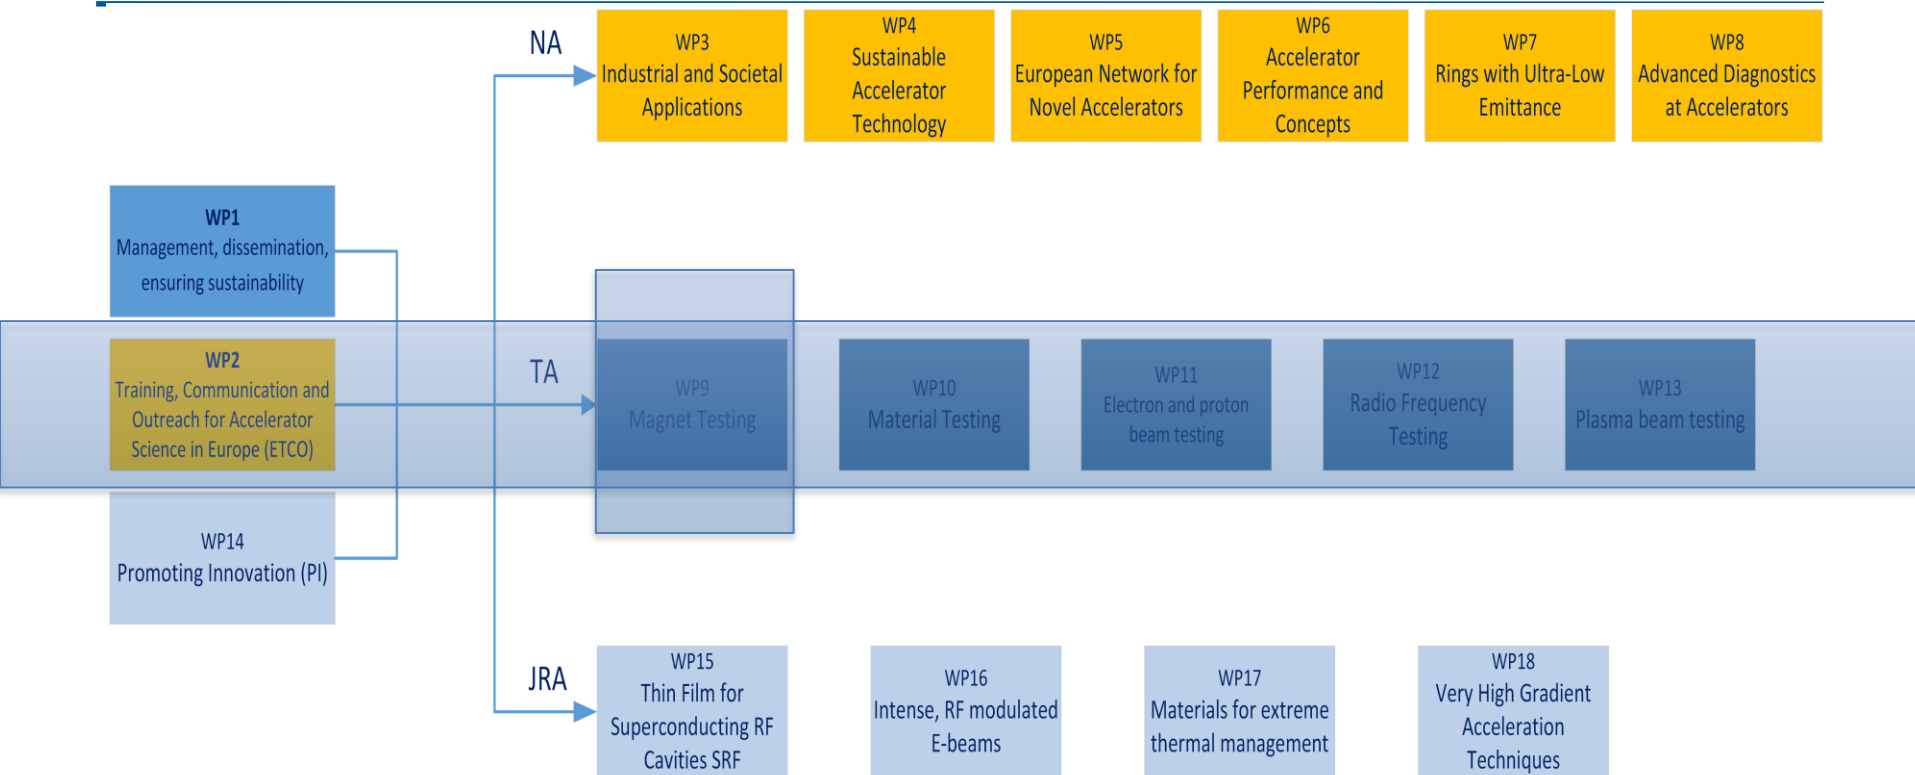 NA
WP3
Industrial and Societal
Applications
WP4
Sustainable
Accelerator
Technology
WP5
European Network for
Novel Accelerators
WP6
Accelerator
Performance and
Concepts
WP7
Rings with Ultra-Low
Emittance
WP8
Advanced Diagnostics
at Accelerators
WP1
Management, dissemination,
ensuring sustainability
WP2
Training, Communication and
Outreach for Accelerator
Science in Europe (ETCO)
WP14
Promoting Innovation (PI)
TA
WP9
Magnet Testing
WP10
Material Testing
WP11
Electron and proton
beam testing
WP12
Radio Frequency
Testing
WP13
Plasma beam testing
JRA
WP15
Thin Film for
Superconducting RF
Cavities SRF
WP16
Intense, RF modulated
E-beams
WP17
Materials for extreme
thermal management
WP18
Very High Gradient
Acceleration
Techniques